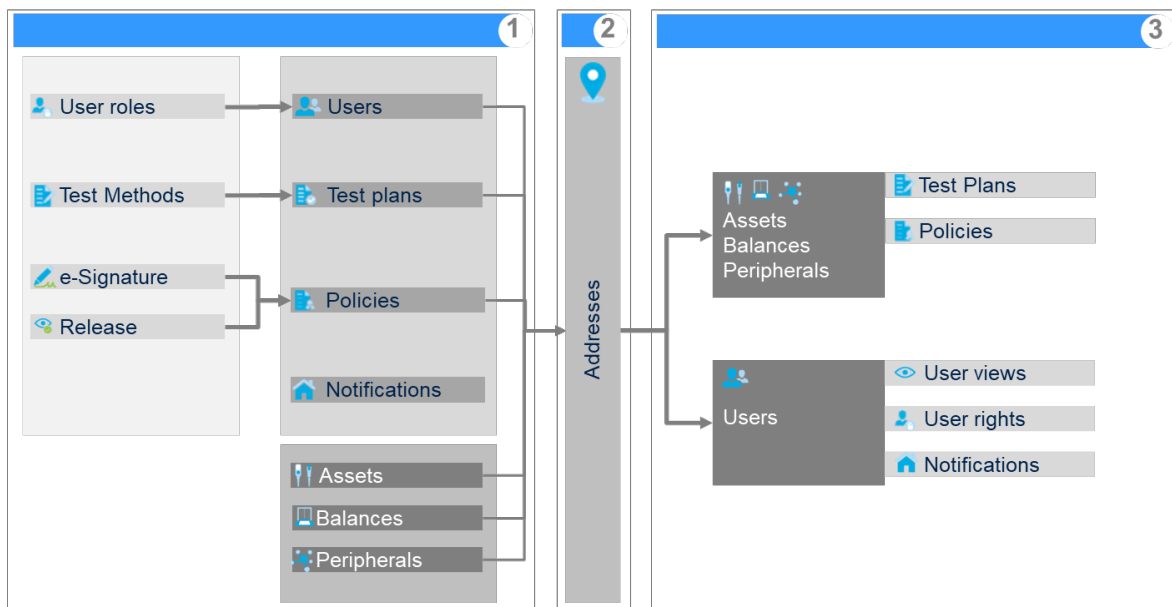 1
2
3
User roles
Users
Test Methods
Test plans
e-Signature
Release
Policies
Notifications
Assets
Balances
Peripherals
Addresses
Assets
Balances
Peripherals
Test Plans
Policies
Users
User views
User rights
Notifications